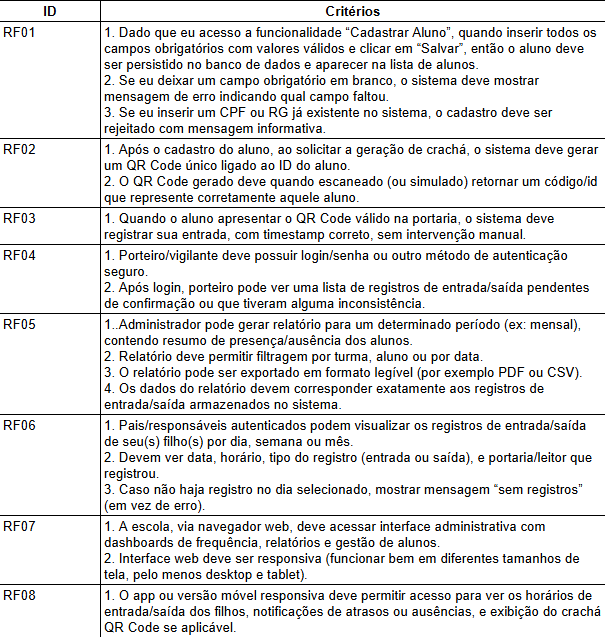 ID Critérios
RF01 1. Dado que eu acesso a funcionalidade “Cadastrar Aluno”, quando inserir todos os
campos obrigatórios com valores válidos e clicar em “Salvar”, então o aluno deve
ser persistido no banco de dados e aparecer na lista de alunos.
2. Se eu deixar um campo obrigatório em branco, o sistema deve mostrar
mensagem de erro indicando qual campo faltou.
3. Se eu inserir um CPF ou RG já existente no sistema, o cadastro deve ser
rejeitado com mensagem informativa.
RF02 1. Após o cadastro do aluno, ao solicitar a geração de crachá, o sistema deve gerar
um QR Code único ligado ao ID do aluno.
2. O QR Code gerado deve quando escaneado (ou simulado) retornar um código/id
que represente corretamente aquele aluno.
RF03 1. Quando o aluno apresentar o QR Code válido na portaria, o sistema deve
registrar sua entrada, com timestamp correto, sem intervenção manual.
RF04 1. Porteiro/vigilante deve possuir login/senha ou outro método de autenticação
seguro.
2. Após login, porteiro pode ver uma lista de registros de entrada/saída pendentes
de confirmação ou que tiveram alguma inconsistência.
RF05 1..Administrador pode gerar relatório para um determinado período (ex: mensal),
contendo resumo de presença/ausência dos alunos.
2. Relatório deve permitir filtragem por turma, aluno ou por data.
3. O relatório pode ser exportado em formato legível (por exemplo PDF ou CSV).
4. Os dados do relatório devem corresponder exatamente aos registros de
entrada/saída armazenados no sistema.
RF06 1. Pais/responsáveis autenticados podem visualizar os registros de entrada/saída
de seu(s) filho(s) por dia, semana ou mês.
2. Devem ver data, horário, tipo do registro (entrada ou saída), e portaria/leitor que
registrou.
3. Caso não haja registro no dia selecionado, mostrar mensagem “sem registros”
(em vez de erro).
RF07 1. A escola, via navegador web, deve acessar interface administrativa com
dashboards de frequência, relatórios e gestão de alunos.
2. Interface web deve ser responsiva (funcionar bem em diferentes tamanhos de
tela, pelo menos desktop e tablet).
RF08 1. O app ou versão móvel responsiva deve permitir acesso para ver os horários de
entrada/saída dos filhos, notificações de atrasos ou ausências, e exibição do crachá
QR Code se aplicável.